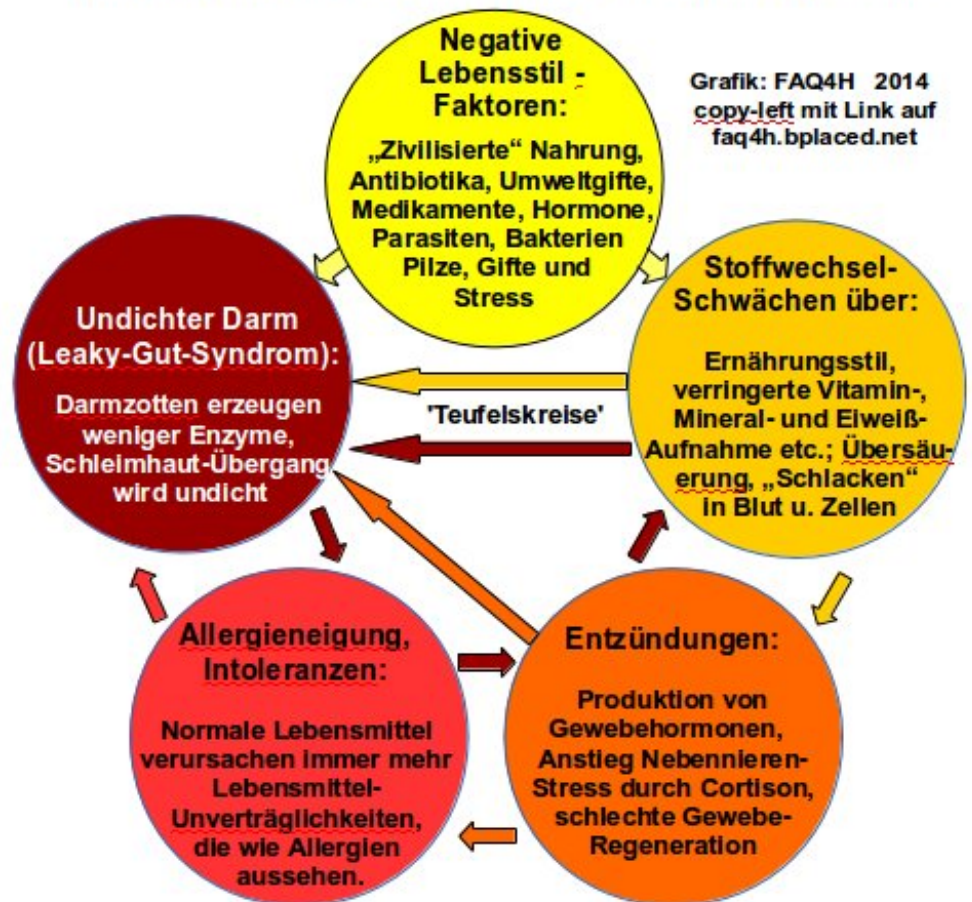 Negative
Lebensstil -
Faktoren:
„Zivilisierte“ Nahrung,
Antibiotika, Umweltgifte,
Medikamente, Hormone,
Parasiten, Bakterien
Pilze, Gifte und
Stress
Grafik: FAQ4H 2014
copy-left mit Link auf
faq4h.bplaced.net
Undichter Darm
(Leaky-Gut-Syndrom):
Darmzotten erzeugen
weniger Enzyme,
Schleimhaut-Übergang
wird undicht
'Teufelskreise'
Stoffwechsel-
Schwächen über:
Ernährungsstil,
verringerte Vitamin-,
Mineral- und Eiweiß-
Aufnahme etc.; Übersäu-
erung, „Schlacken“
in Blut u. Zellen
Allergieneigung,
Intoleranzen:
Normale Lebensmittel
verursachen immer mehr
Lebensmittel-
Unverträglichkeiten,
die wie Allergien
aussehen.
Entzündungen:
Produktion von
Gewebehormonen,
Anstieg Nebennieren-
Stress durch Cortison,
schlechte Gewebe-
Regeneration